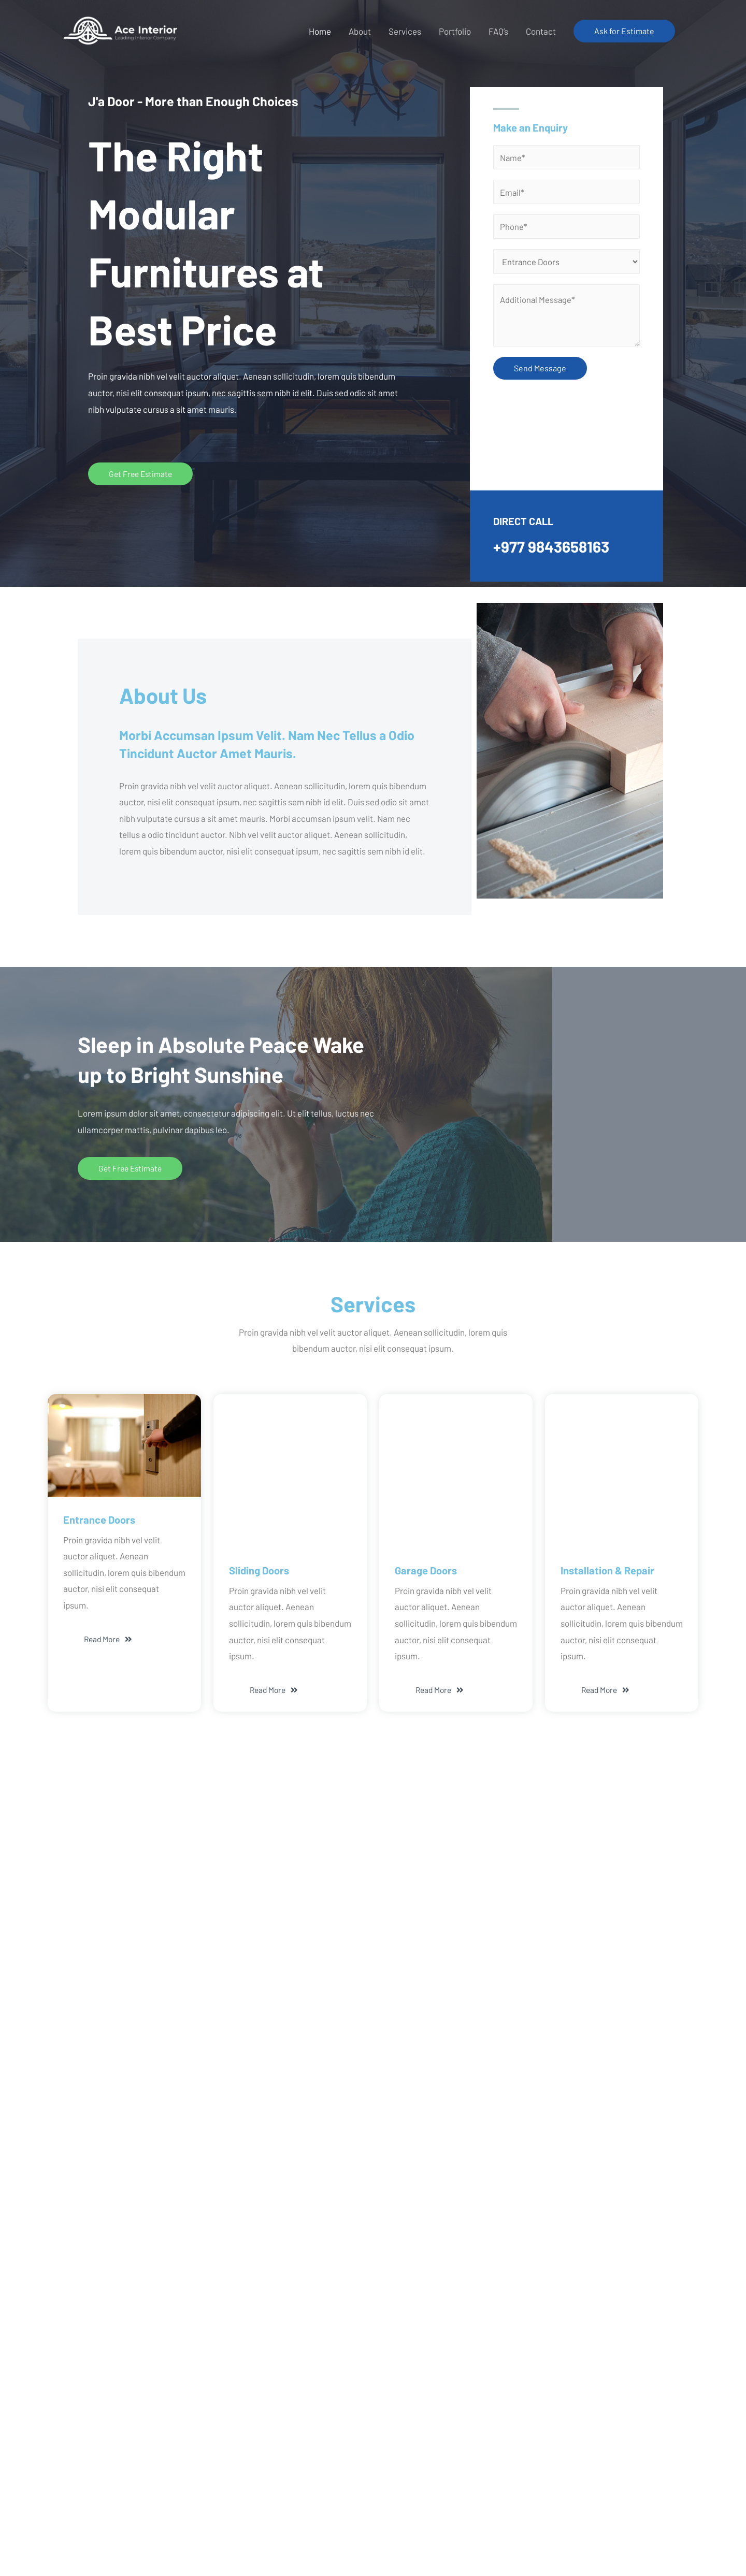 Ace Interior
Leading Interior Company
Home
About
Services
Portfolio
FAQ's
Contact
Ask for Estimate
J'a Door - More than Enough Choices
The Right
Modular
Furnitures at
Best Price
Proin gravida nibh vel velit auctor aliquet. Aenean sollicitudin, lorem quis bibendum
auctor, nisi elit consequat ipsum, nec sagittis sem nibh id elit. Duis sed odio sit amet
nibh vulputate cursus a sit amet mauris.
Get Free Estimate
Make an Enquiry
Name*
Email*
Phone*
Entrance Doors
Additional Message*
Send Message
DIRECT CALL
+977 9843658163
About Us
Morbi Accumsan Ipsum Velit. Nam Nec Tellus a Odio
Tincidunt Auctor Amet Mauris.
Proin gravida nibh vel velit auctor aliquet. Aenean sollicitudin, lorem quis bibendum
auctor, nisi elit consequat ipsum, nec sagittis sem nibh id elit. Duis sed odio sit amet
nibh vulputate cursus a sit amet mauris. Morbi accumsan ipsum velit. Nam nec
tellus a odio tincidunt auctor. Nibh vel velit auctor aliquet. Aenean sollicitudin,
lorem quis bibendum auctor, nisi elit consequat ipsum, nec sagittis sem nibh id elit.
Sleep in Absolute Peace Wake
up to Bright Sunshine
Lorem ipsum dolor sit amet, consectetur adipiscing elit. Ut elit tellus, luctus nec
ullamcorper mattis, pulvinar dapibus leo.
Get Free Estimate
Services
Proin gravida nibh vel velit auctor aliquet. Aenean sollicitudin, lorem quis
bibendum auctor, nisi elit consequat ipsum.
Entrance Doors
Proin gravida nibh vel velit
auctor aliquet. Aenean
sollicitudin, lorem quis bibendum
auctor, nisi elit consequat
ipsum.
Read More
Sliding Doors
Proin gravida nibh vel velit
auctor aliquet. Aenean
sollicitudin, lorem quis bibendum
auctor, nisi elit consequat
ipsum.
Read More
Garage Doors
Proin gravida nibh vel velit
auctor aliquet. Aenean
sollicitudin, lorem quis bibendum
auctor, nisi elit consequat
ipsum.
Read More
Installation & Repair
Proin gravida nibh vel velit
auctor aliquet. Aenean
sollicitudin, lorem quis bibendum
auctor, nisi elit consequat
ipsum.
Read More